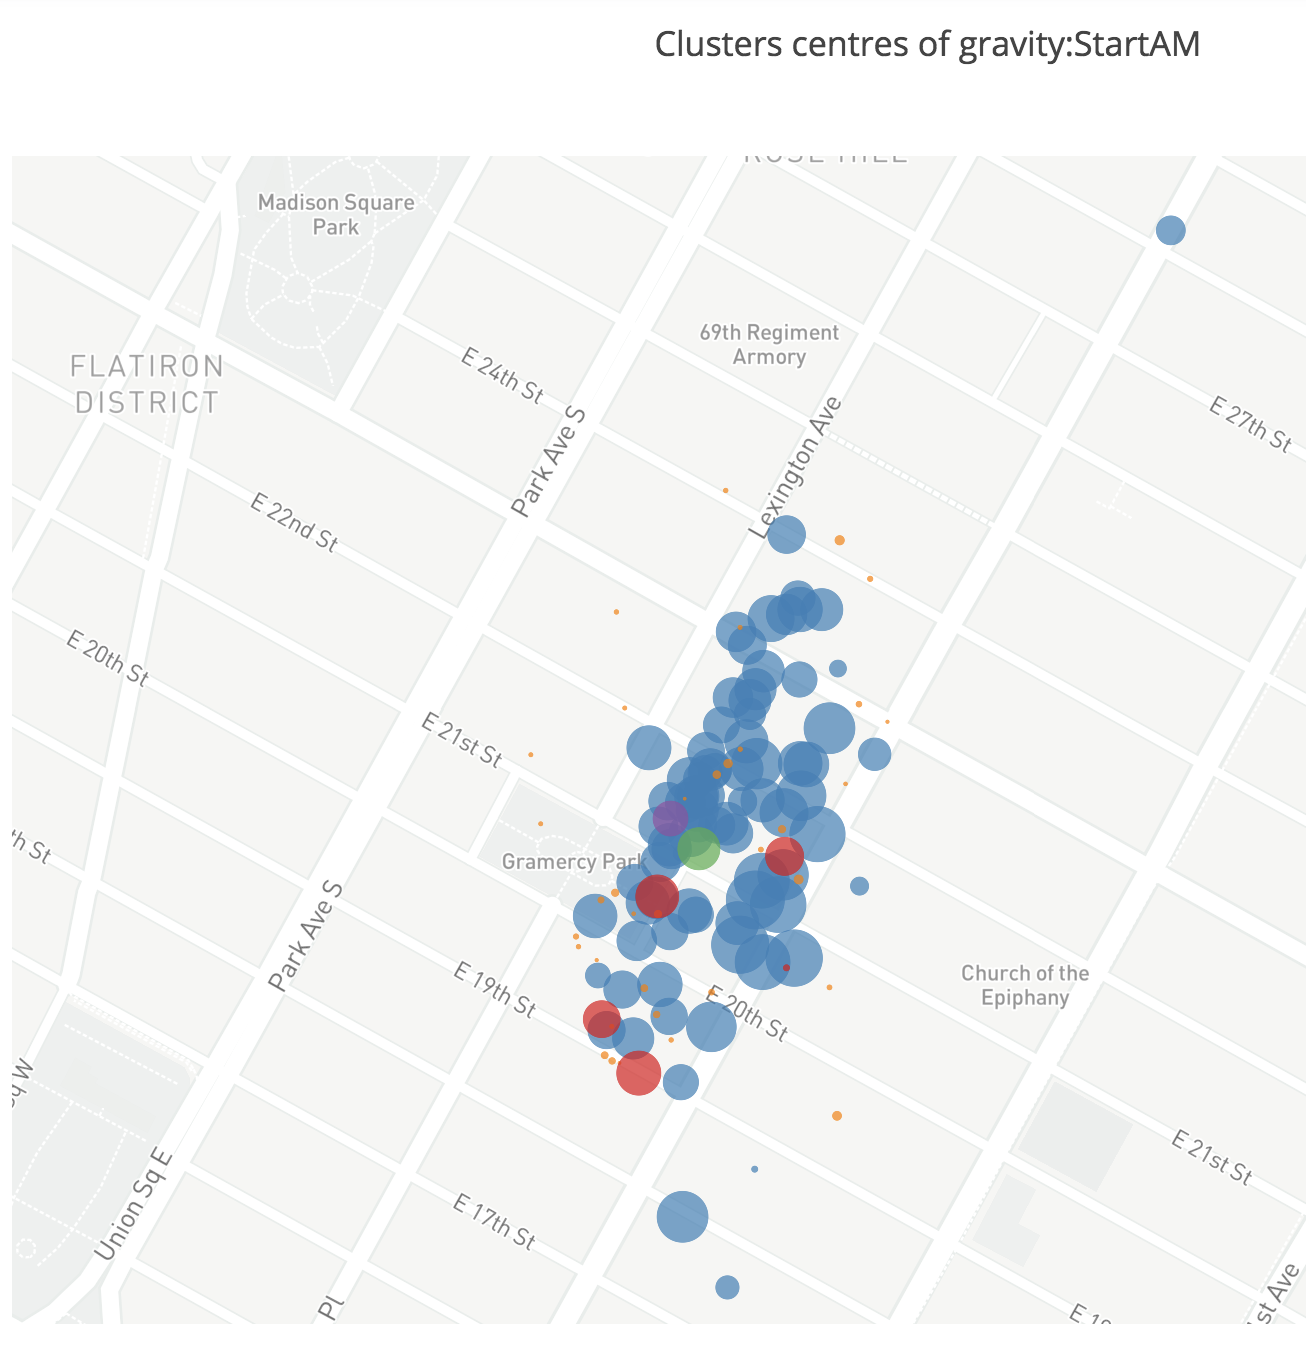 Clusters centres of gravity:StartAM
ROSE HILL
Madison Square
Park
69th Regiment
Armory
FLATIRON
DISTRICT
E 24th St
Park Ave S
Lexington Ave
E 27th St
E 22nd St
E 20th St
E 21st St
th St
Gramercy Park
Park Ave S
E 19th St
E 20th St
Church of the
Epiphany
Sq W
E 21st St
Union Sq E
E 17th St
Pl
1st Ave